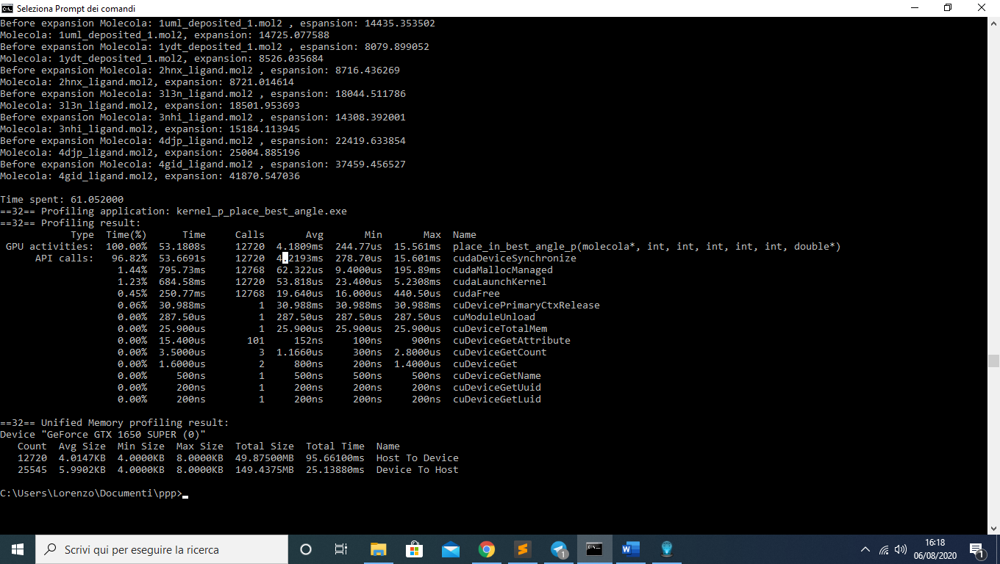 Seleziona Prompt dei comandi
Before expansion Molecola: 1uml_deposited_1.mol2 , espansion: 14435.353502
Molecola: 1uml_deposited_1.mol2, expansion: 14725.077588
Before expansion Molecola: 1ydt_deposited_1.mol2 , espansion: 8079.899052
Molecola: 1ydt_deposited_1.mol2, expansion: 8526.035684
Before expansion Molecola: 2hnx_ligand.mol2 , espansion: 8716.436269
Molecola: 2hnx_ligand.mol2, expansion: 8721.014614
Before expansion Molecola: 3l3n_ligand.mol2 , espansion: 18044.511786
Molecola: 3l3n_ligand.mol2, expansion: 18501.953693
Before expansion Molecola: 3nhi_ligand.mol2 , espansion: 14308.392001
Molecola: 3nhi_ligand.mol2, expansion: 15184.113945
Before expansion Molecola: 4djp_ligand.mol2 , espansion: 22419.633854
Molecola: 4djp_ligand.mol2, expansion: 25004.885196
Before expansion Molecola: 4gid_ligand.mol2 , espansion: 37459.456527
Molecola: 4gid_ligand.mol2, expansion: 41870.547036
Time spent: 61.052000
==32== Profiling application: kernel_p_place_best_angle.exe
==32== Profiling result:
Type Time(%) Time Calls Avg Min Max Name
GPU activities: 100.00% 53.1808s 12720 4.1809ms 244.77us 15.561ms place_in_best_angle_p(molecola*, int, int, int, int, int, double*)
API calls: 96.82% 53.6691s 12720 4.2193ms 278.70us 15.601ms cudaDeviceSynchronize
1.44% 795.73ms 12768 62.322us 9.4000us 195.89ms cudaMallocManaged
1.23% 684.58ms 12720 53.818us 23.400us 5.2308ms cudaLaunchKernel
0.45% 250.77ms 12768 19.640us 16.000us 440.50us cudaFree
0.06% 30.988ms 1 30.988ms 30.988ms 30.988ms cuDevicePrimaryCtxRelease
0.00% 287.50us 1 287.50us 287.50us 287.50us cuModuleUnload
0.00% 25.900us 1 25.900us 25.900us 25.900us cuDeviceTotalMem
0.00% 15.400us 101 152ns 100ns 900ns cuDeviceGetAttribute
0.00% 3.5000us 3 1.1660us 300ns 2.8000us cuDeviceGetCount
0.00% 1.6000us 2 800ns 200ns 1.4000us cuDeviceGet
0.00% 500ns 1 500ns 500ns 500ns cuDeviceGetName
0.00% 200ns 1 200ns 200ns 200ns cuDeviceGetUuid
0.00% 200ns 1 200ns 200ns 200ns cuDeviceGetLuid
==32== Unified Memory profiling result:
Device "GeForce GTX 1650 SUPER (0)"
Count Avg Size Min Size Max Size Total Size Total Time Name
12720 4.0147KB 4.0000KB 8.0000KB 49.87500MB 95.66100ms Host To Device
25545 5.9902KB 4.0000KB 8.0000KB 149.4375MB 25.13880ms Device To Host
C:\Users\Lorenzo\Documenti\ppp>
Scrivi qui per eseguire la ricerca
1
16:18
06/08/2020
1